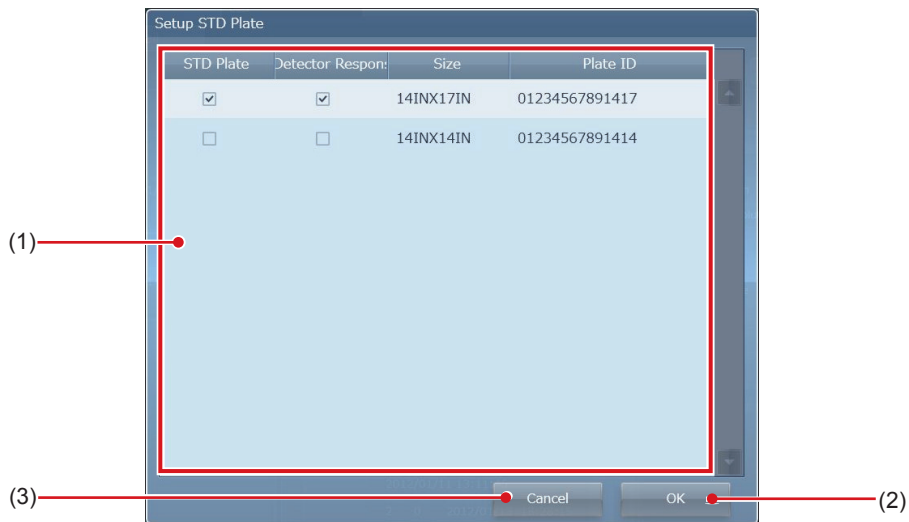 Setup STD Plate
STD Plate Detector Respon: Size Plate ID
14INX17IN 01234567891417
14INX14IN 01234567891414
(1)
(3) Cancel OK (2)